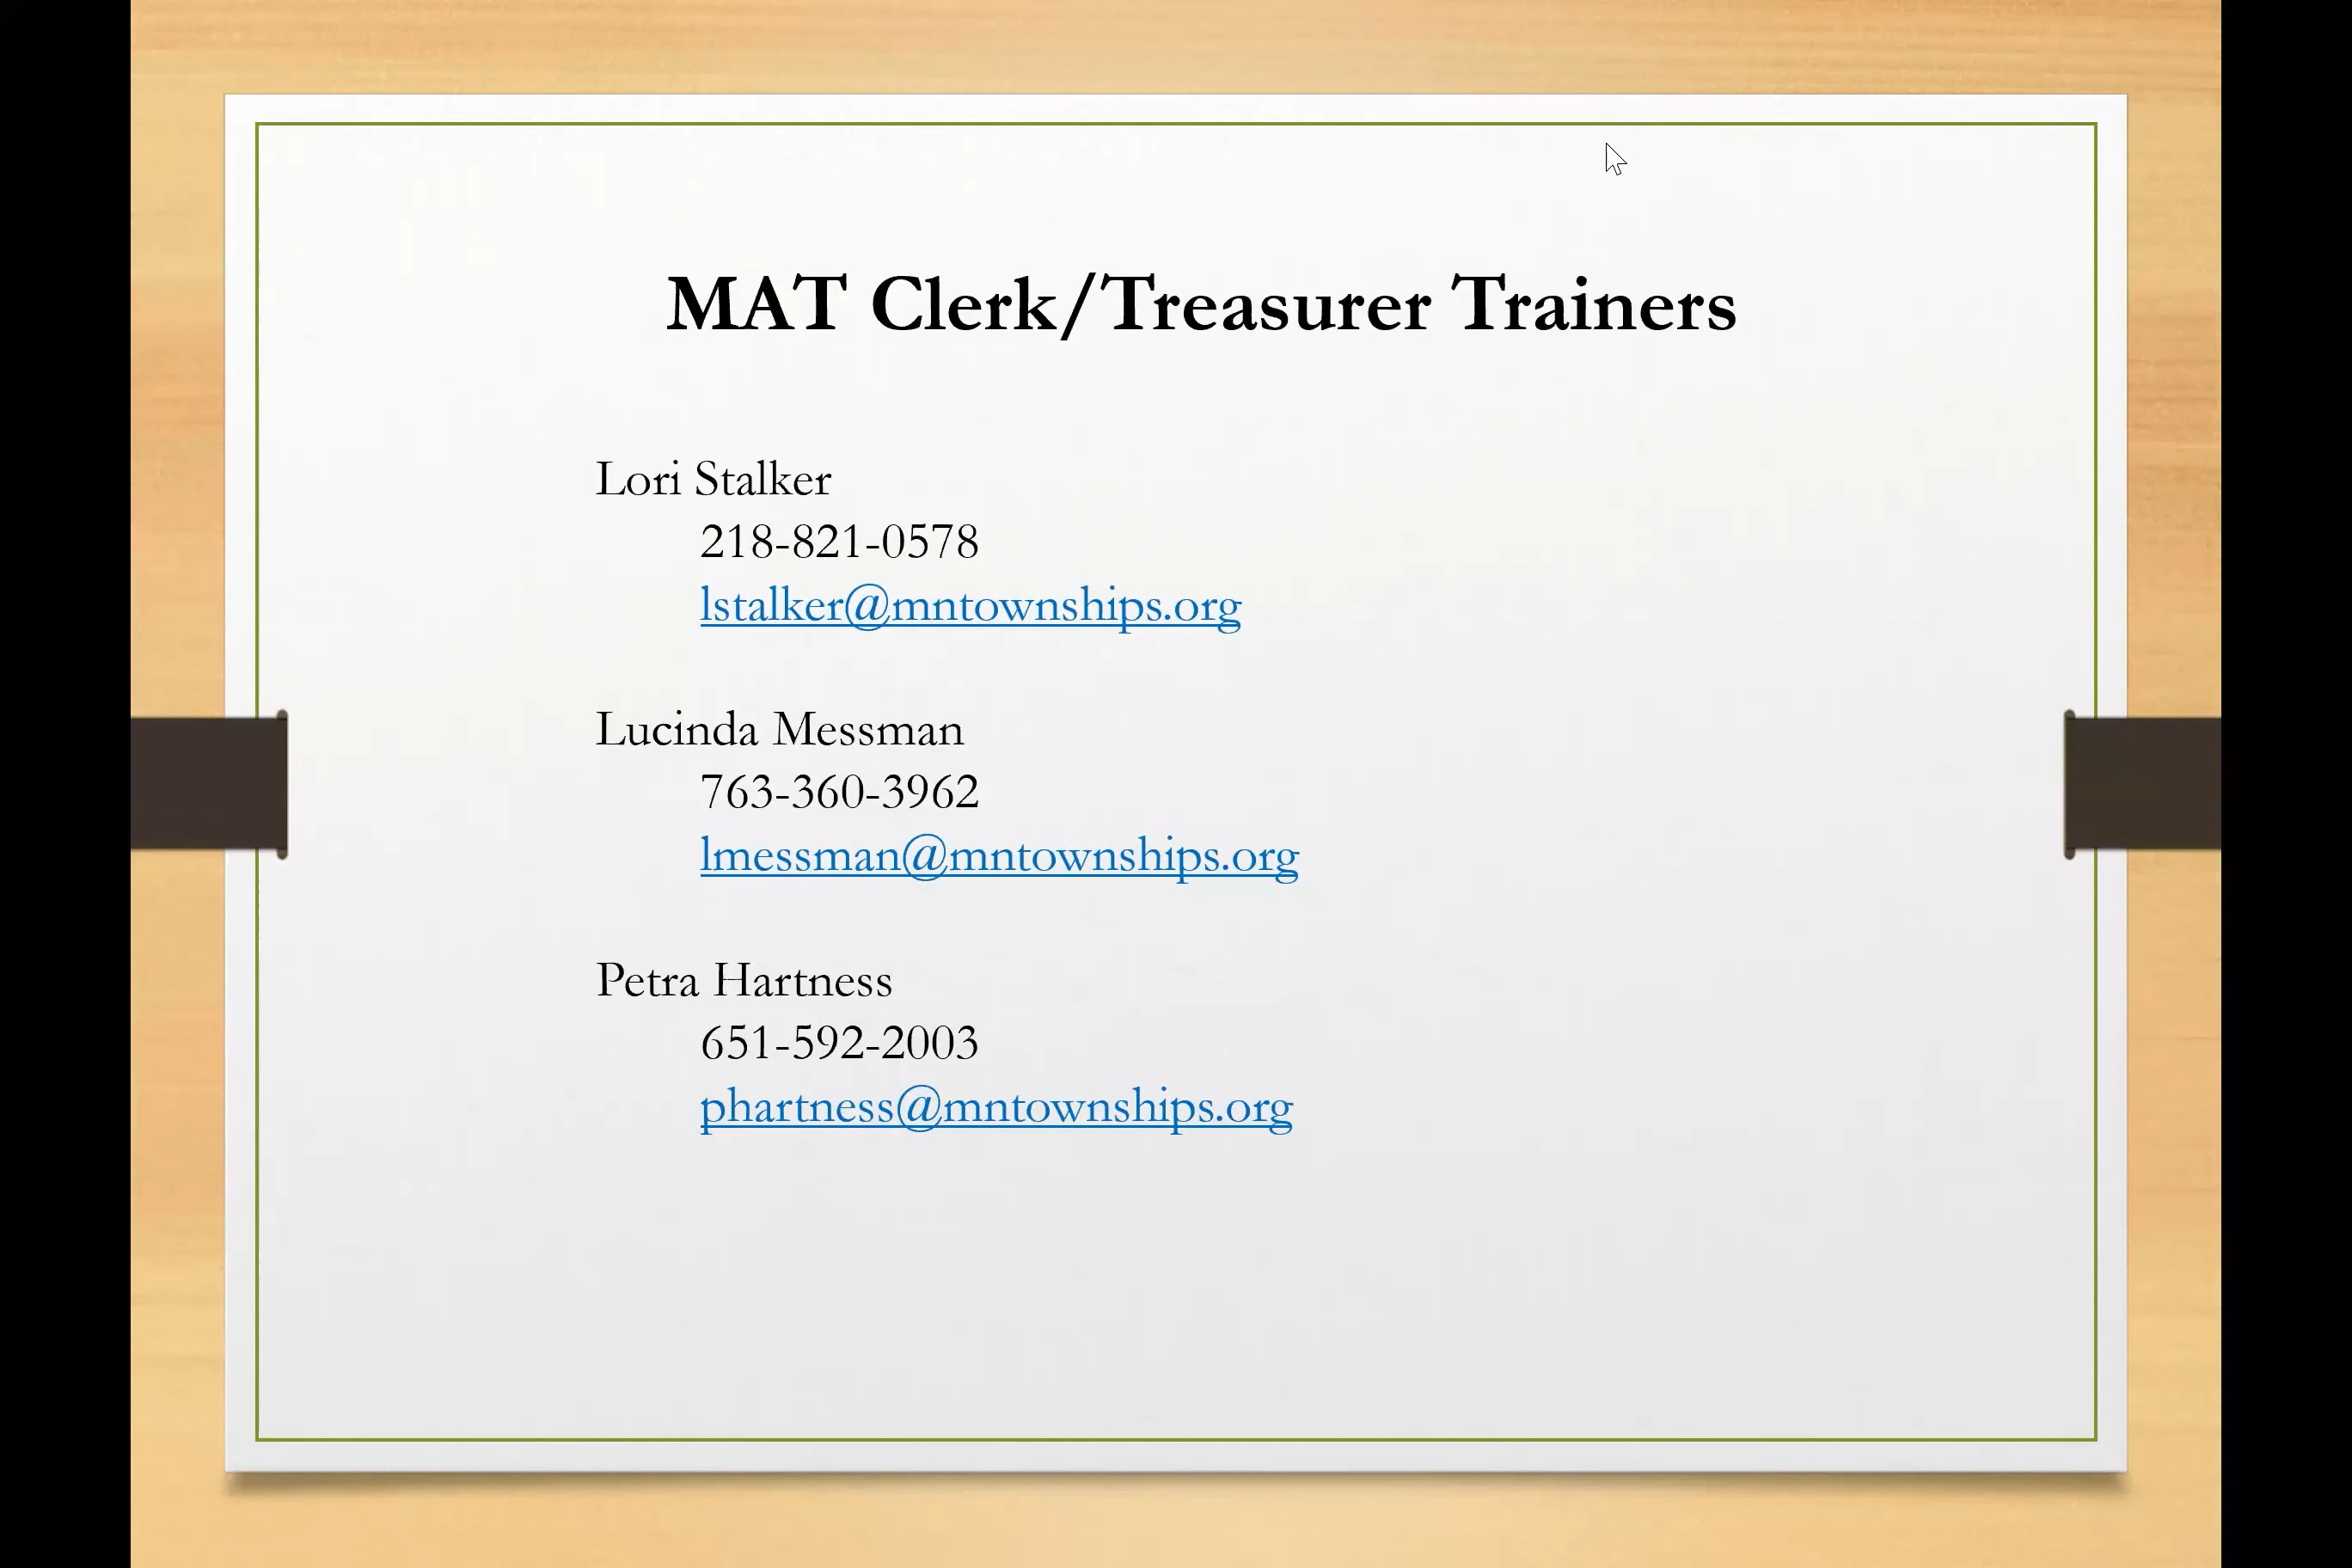 MAT Clerk/Treasurer Trainers
Lori Stalker
218-821-0578
lstalker@mntownships.org
Lucinda Messman
763-360-3962
lmessman@mntownships.org
Petra Hartness
651-592-2003
phartness@mntownships.org